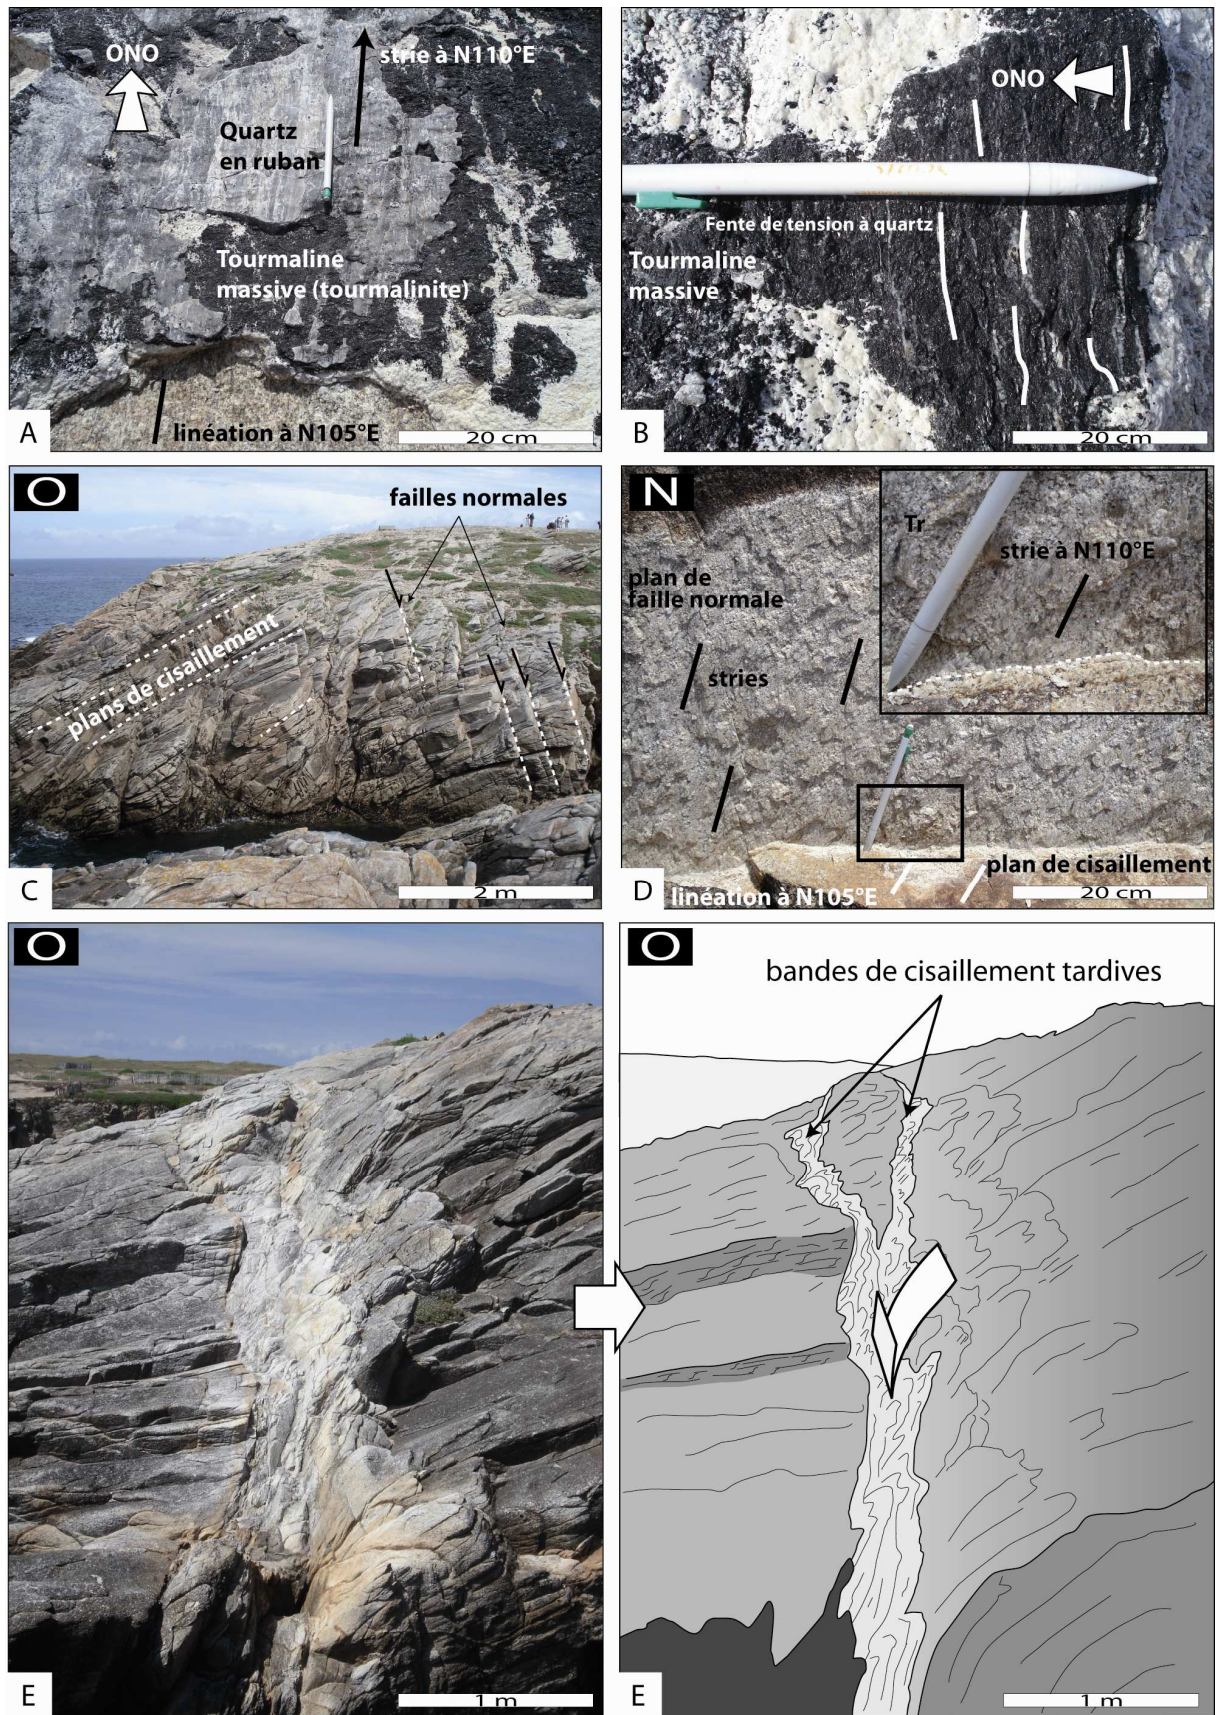 ONO
strie à N110°E
Quartz
en ruban
Tourmaline
massive (tourmalinite)
linéation à N105°E
20 cm
A
ONO
Fente de tension à quartz
Tourmaline
massive
20 cm
B
O
failles normales
plans de cisaillement
2 m
C
N
Tr
strie à N110°E
plan de
faille normale
stries
plan de cisaillement
linéation à N105°E
20 cm
D
O
1 m
E
O
bandes de cisaillement tardives
1 m
E